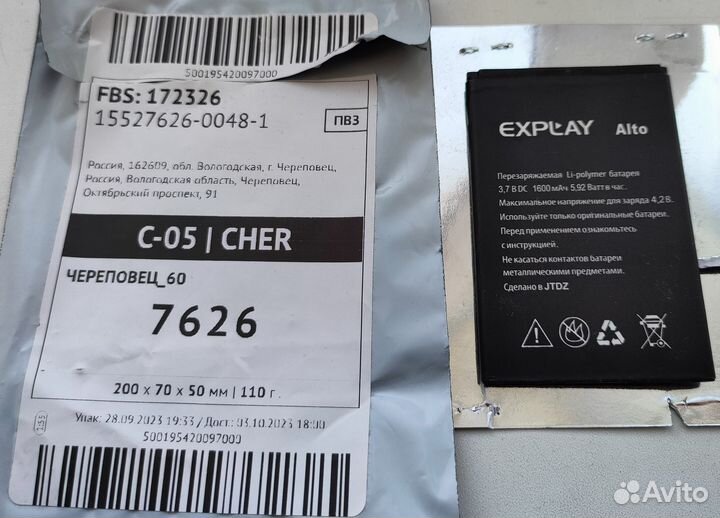 500195420097000
FBS: 172326
15527626-0048-1
ПВЗ
Россия, 162609, обл. Вологодская, г. Череповец,
Россия, Вологодская область, Череповец,
Октябрьский проспект, 91
C-05 | CHER
ЧЕРЕПОВЕЦ_60
7626
200 x 70 x 50 мм | 110 г.
155
Упак: 28.09.2023 19:33 / Дост: 03.10.2023 18:00
500195420097000
EXPLAY Alto
Перезаряжаемая Li-polymer батарея
3,7 В DC 1600 мАч 5,92 Ватт в час.
Максимальное напряжение для заряда 4,2 В.
Используйте только оригинальные батареи.
Перед применением ознакомьтесь
с инструкцией.
Не касаться контактов батареи
металлическими предметами.
Сделано в JTDZ
Avito